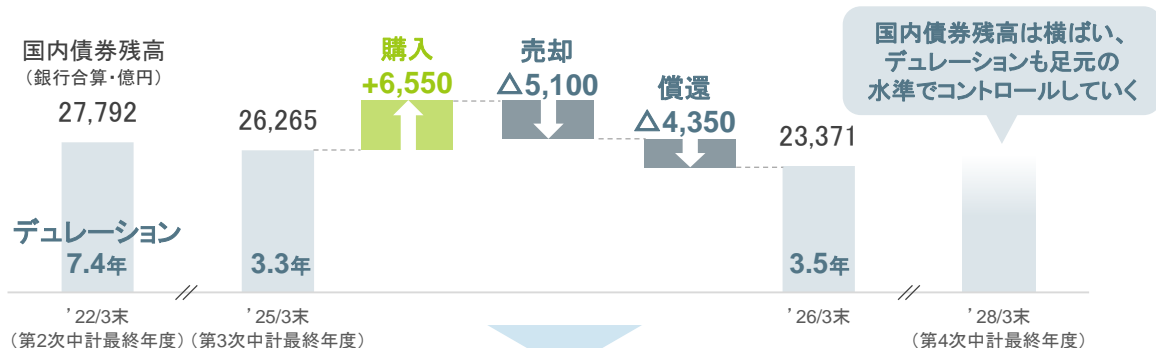 国内債券残高
（銀行合算・億円）
27,792
26,265
購入
+6,550
売却
△5,100
償還
△4,350
23,371
国内債券残高は横ばい、
デュレーションも足元の
水準でコントロールしていく
デュレーション
7.4年
3.3年
3.5年
’22/3末
（第2次中計最終年度）
’25/3末
（第3次中計最終年度）
’26/3末
’28/3末
（第4次中計最終年度）